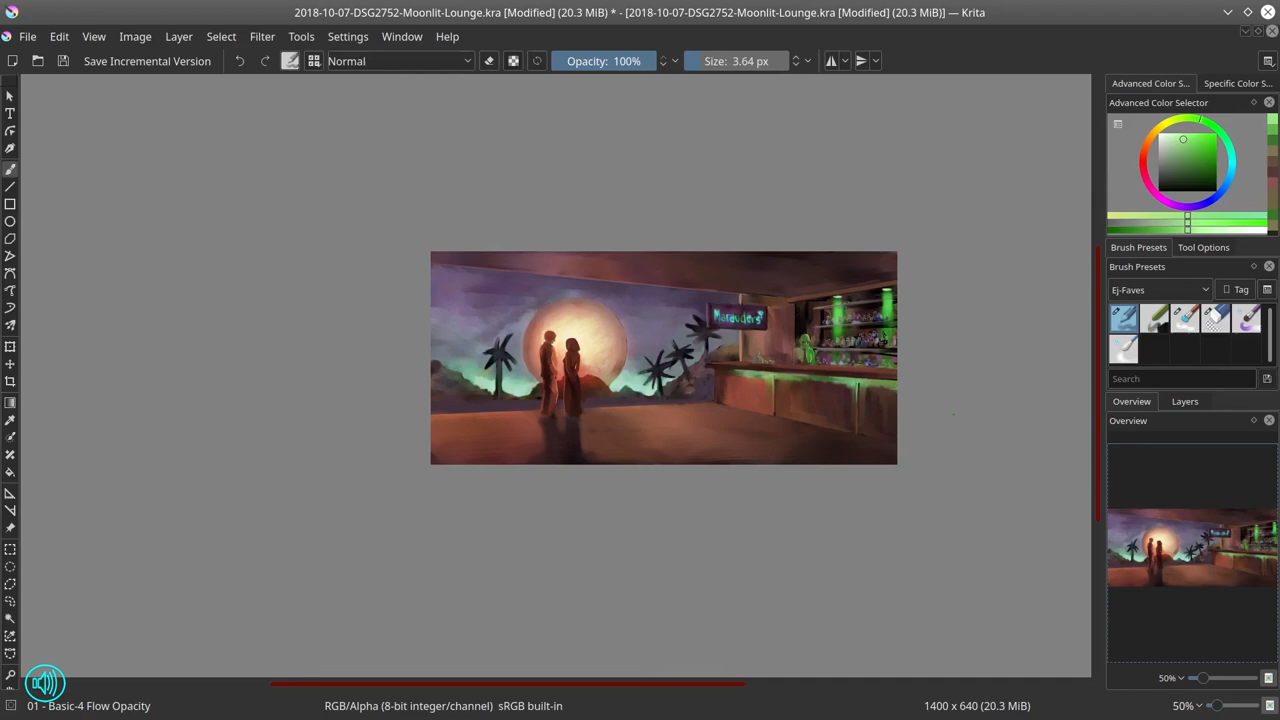 2018-10-07-DSG2752-Moonlit-Lounge.kra [Modified] (20.3 MiB) * - [2018-10-07-DSG2752-Moonlit-Lounge.kra [Modified] (20.3 MiB)] - Krita
File Edit View Image Layer Select Filter Tools Settings Window Help
Save Incremental Version Normal Opacity: 100% Size: 3.64 px
Advanced Color S... Specific Color S...
Advanced Color Selector
Brush Presets Tool Options
Brush Presets
Ej-Faves Tag
Marauders
Search
Overview Layers
Overview
50%
01 - Basic-4 Flow Opacity RGB/Alpha (8-bit integer/channel) sRGB built-in 1400 x 640 (20.3 MiB) 50%